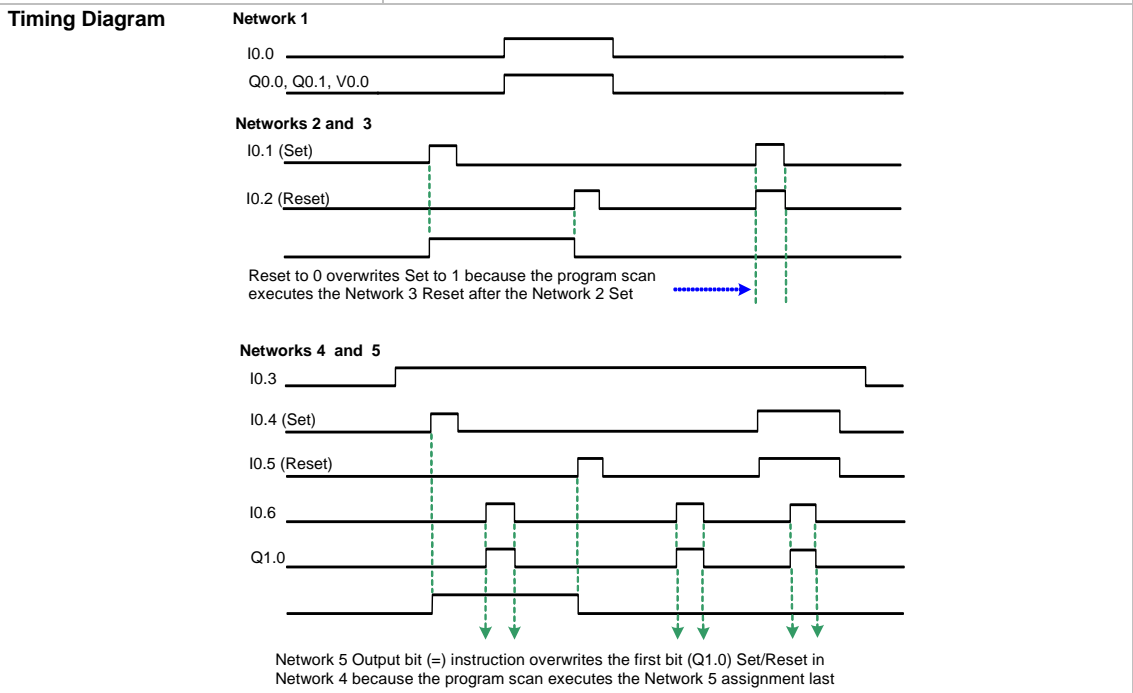 Timing Diagram
Network 1
I0.0
Q0.0, Q0.1, V0.0
Networks 2 and 3
I0.1 (Set)
I0.2 (Reset)
Reset to 0 overwrites Set to 1 because the program scan
executes the Network 3 Reset after the Network 2 Set
Networks 4 and 5
I0.3
I0.4 (Set)
I0.5 (Reset)
I0.6
Q1.0
Network 5 Output bit (=) instruction overwrites the first bit (Q1.0) Set/Reset in
Network 4 because the program scan executes the Network 5 assignment last